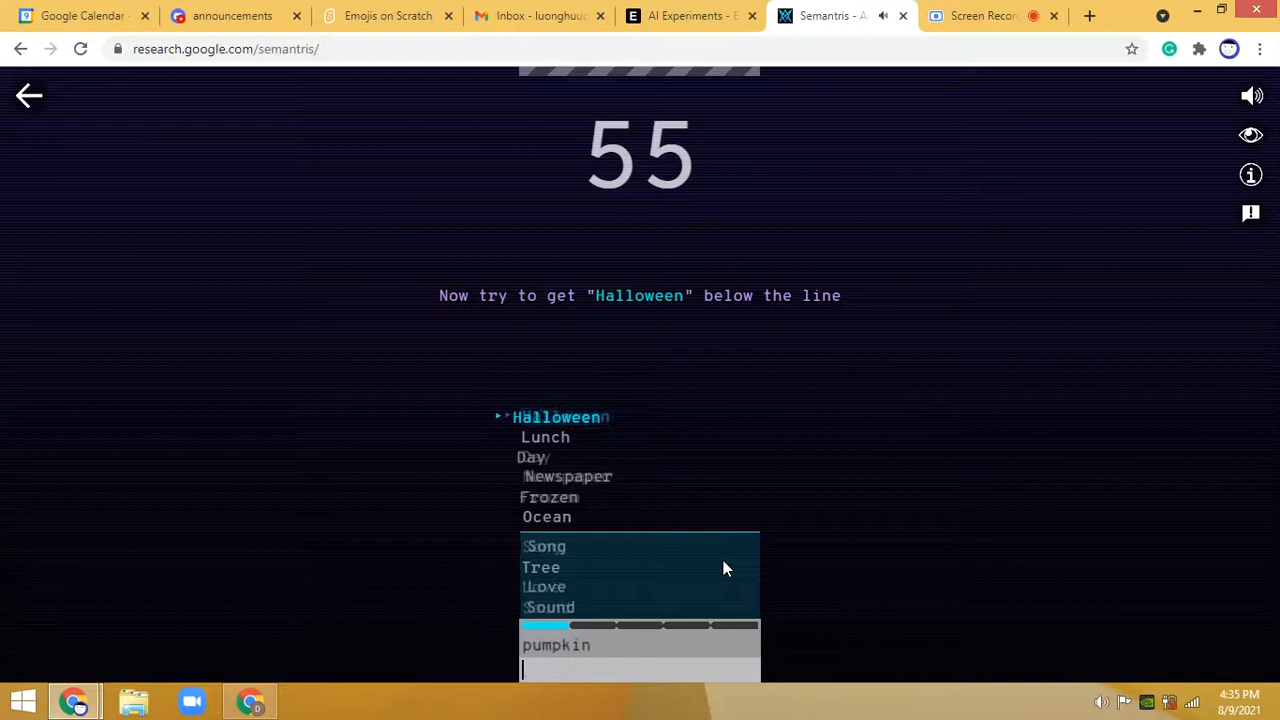 Google Calendar -
announcements
Emojis on Scratch
Inbox - luonghuuc
AI Experiments - E
Semantris - A
Screen Record
research.google.com/semantris/
55
Now try to get "Halloween" below the line
Halloween
Lunch
Day
Newspaper
Frozen
Ocean
Song
Tree
Love
Sound
pumpkin
4:35 PM
8/9/2021